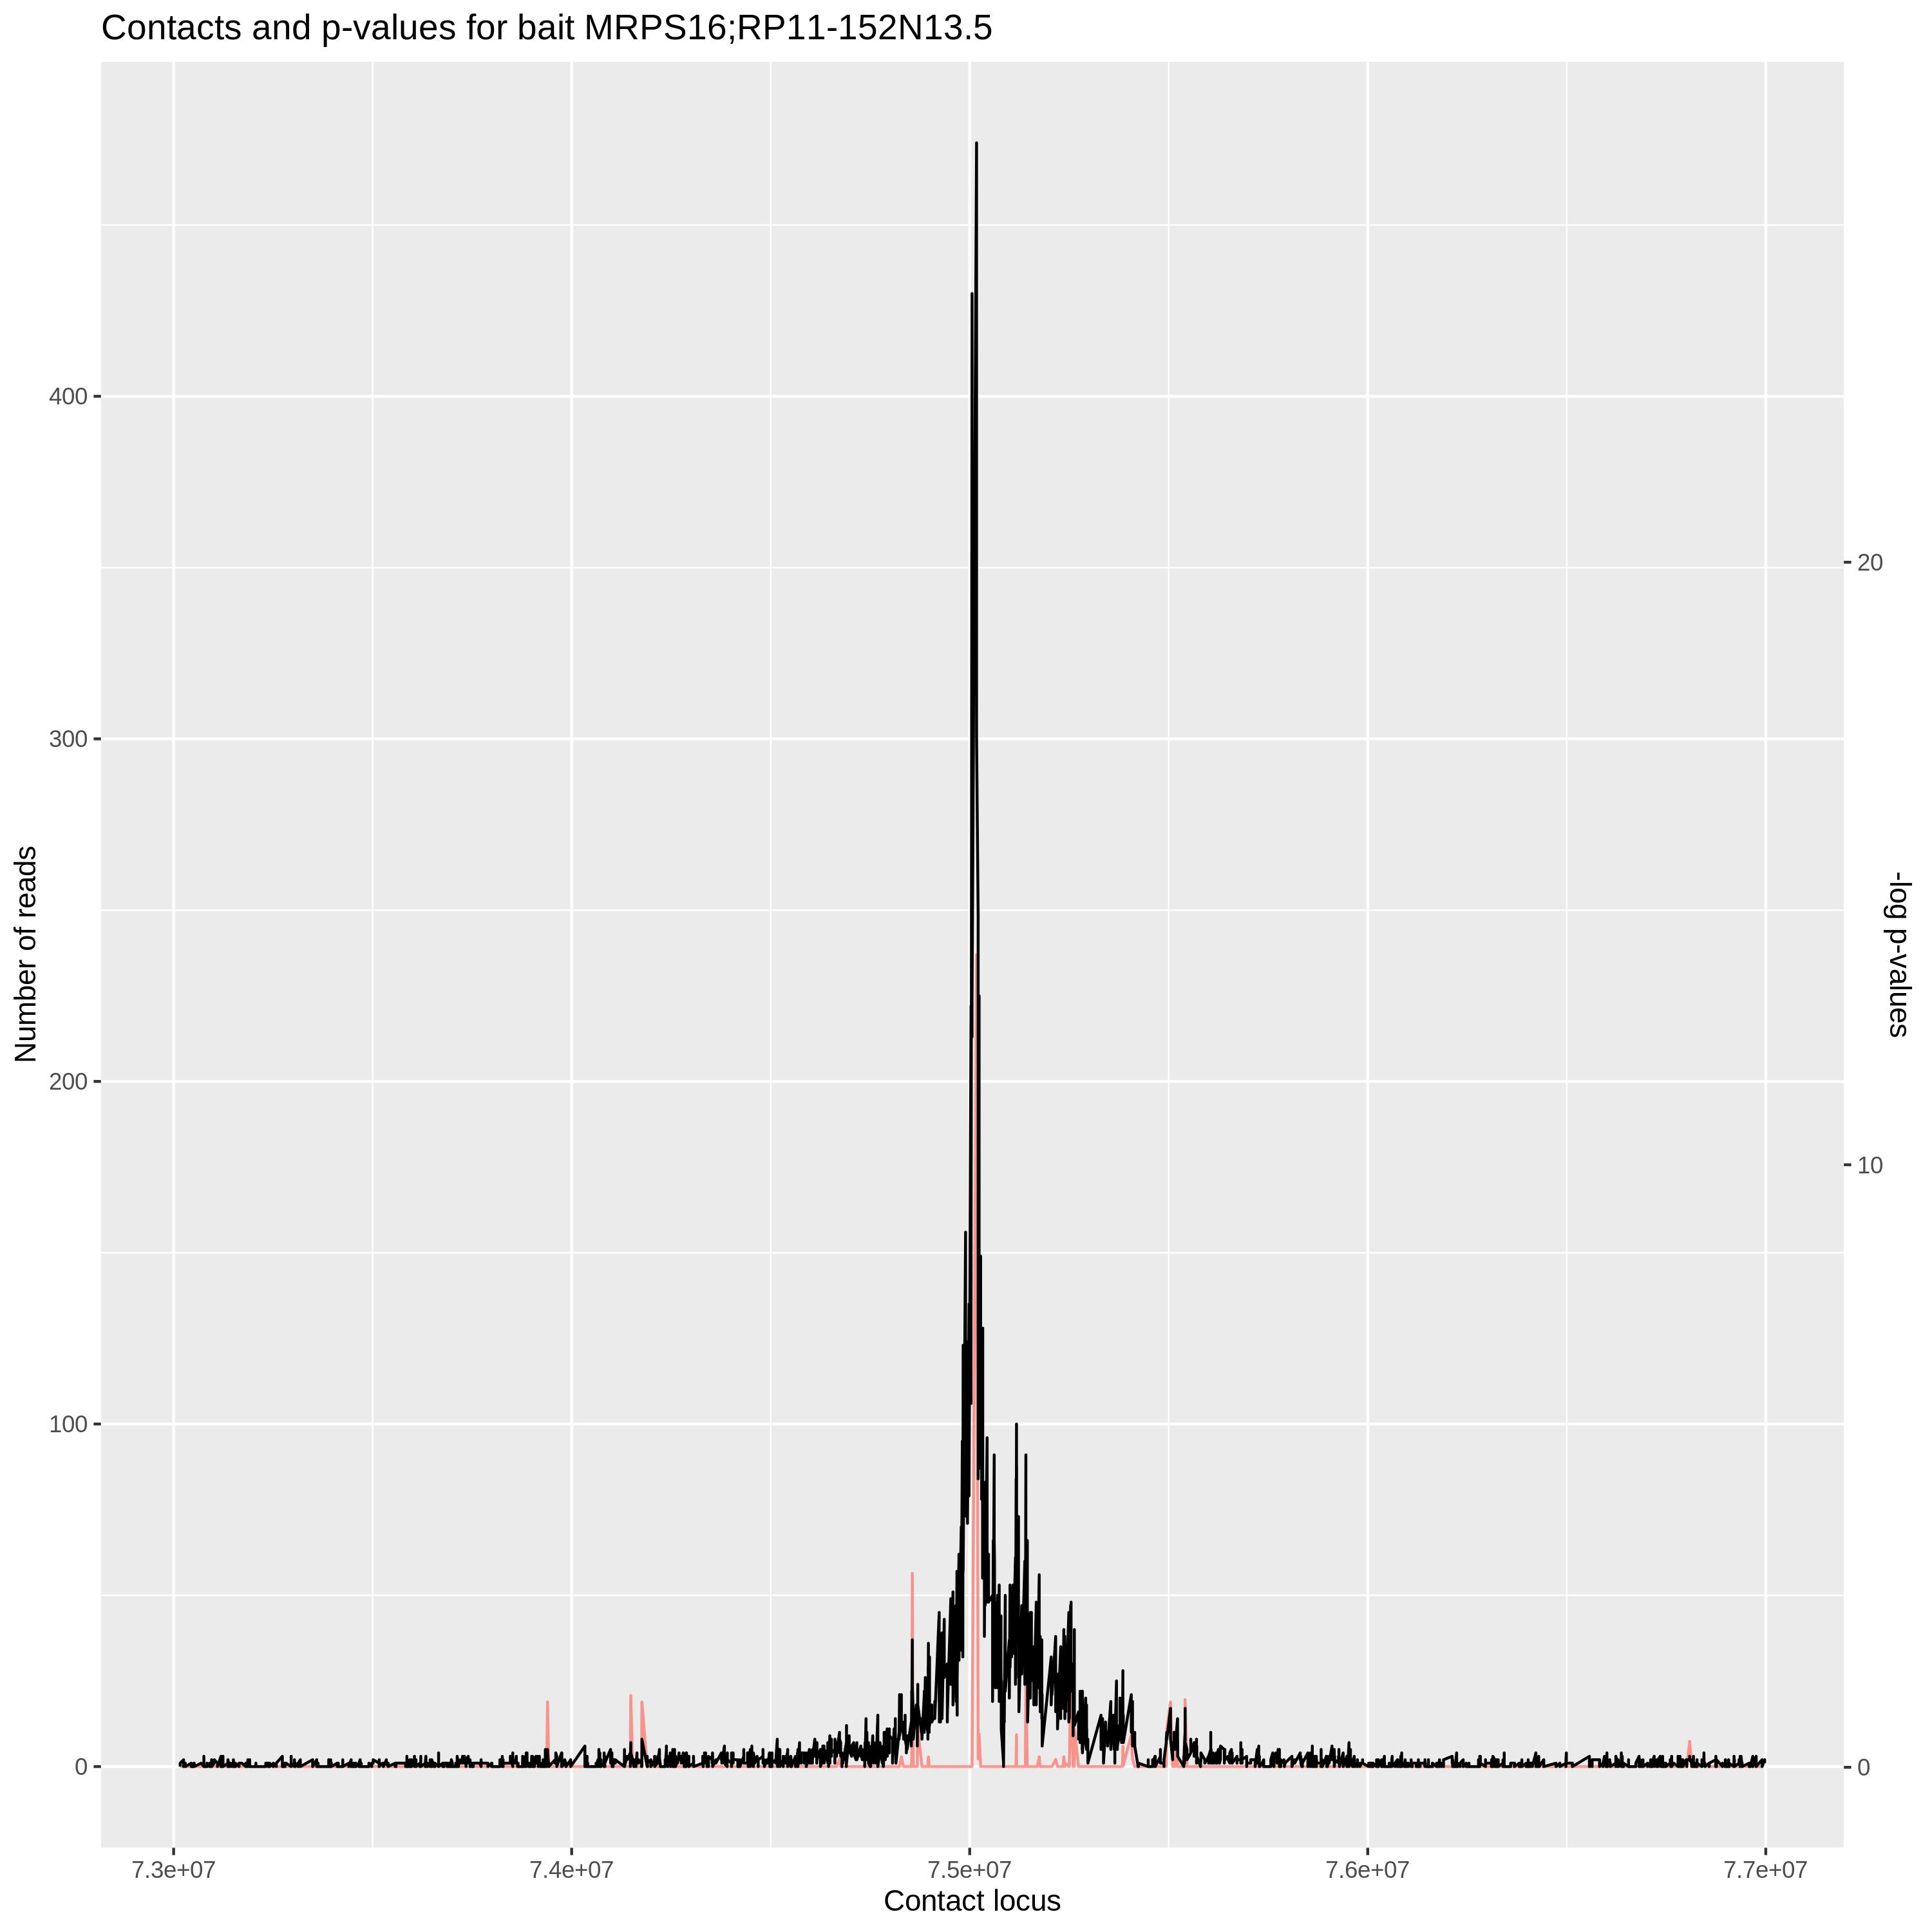 Contacts and p-values for bait MRPS16;RP11-152N13.5
Number of reads
400
300
200
100
0
20
10
0
-log p-values
7.3e+07 7.4e+07 7.5e+07 7.6e+07 7.7e+07
Contact locus